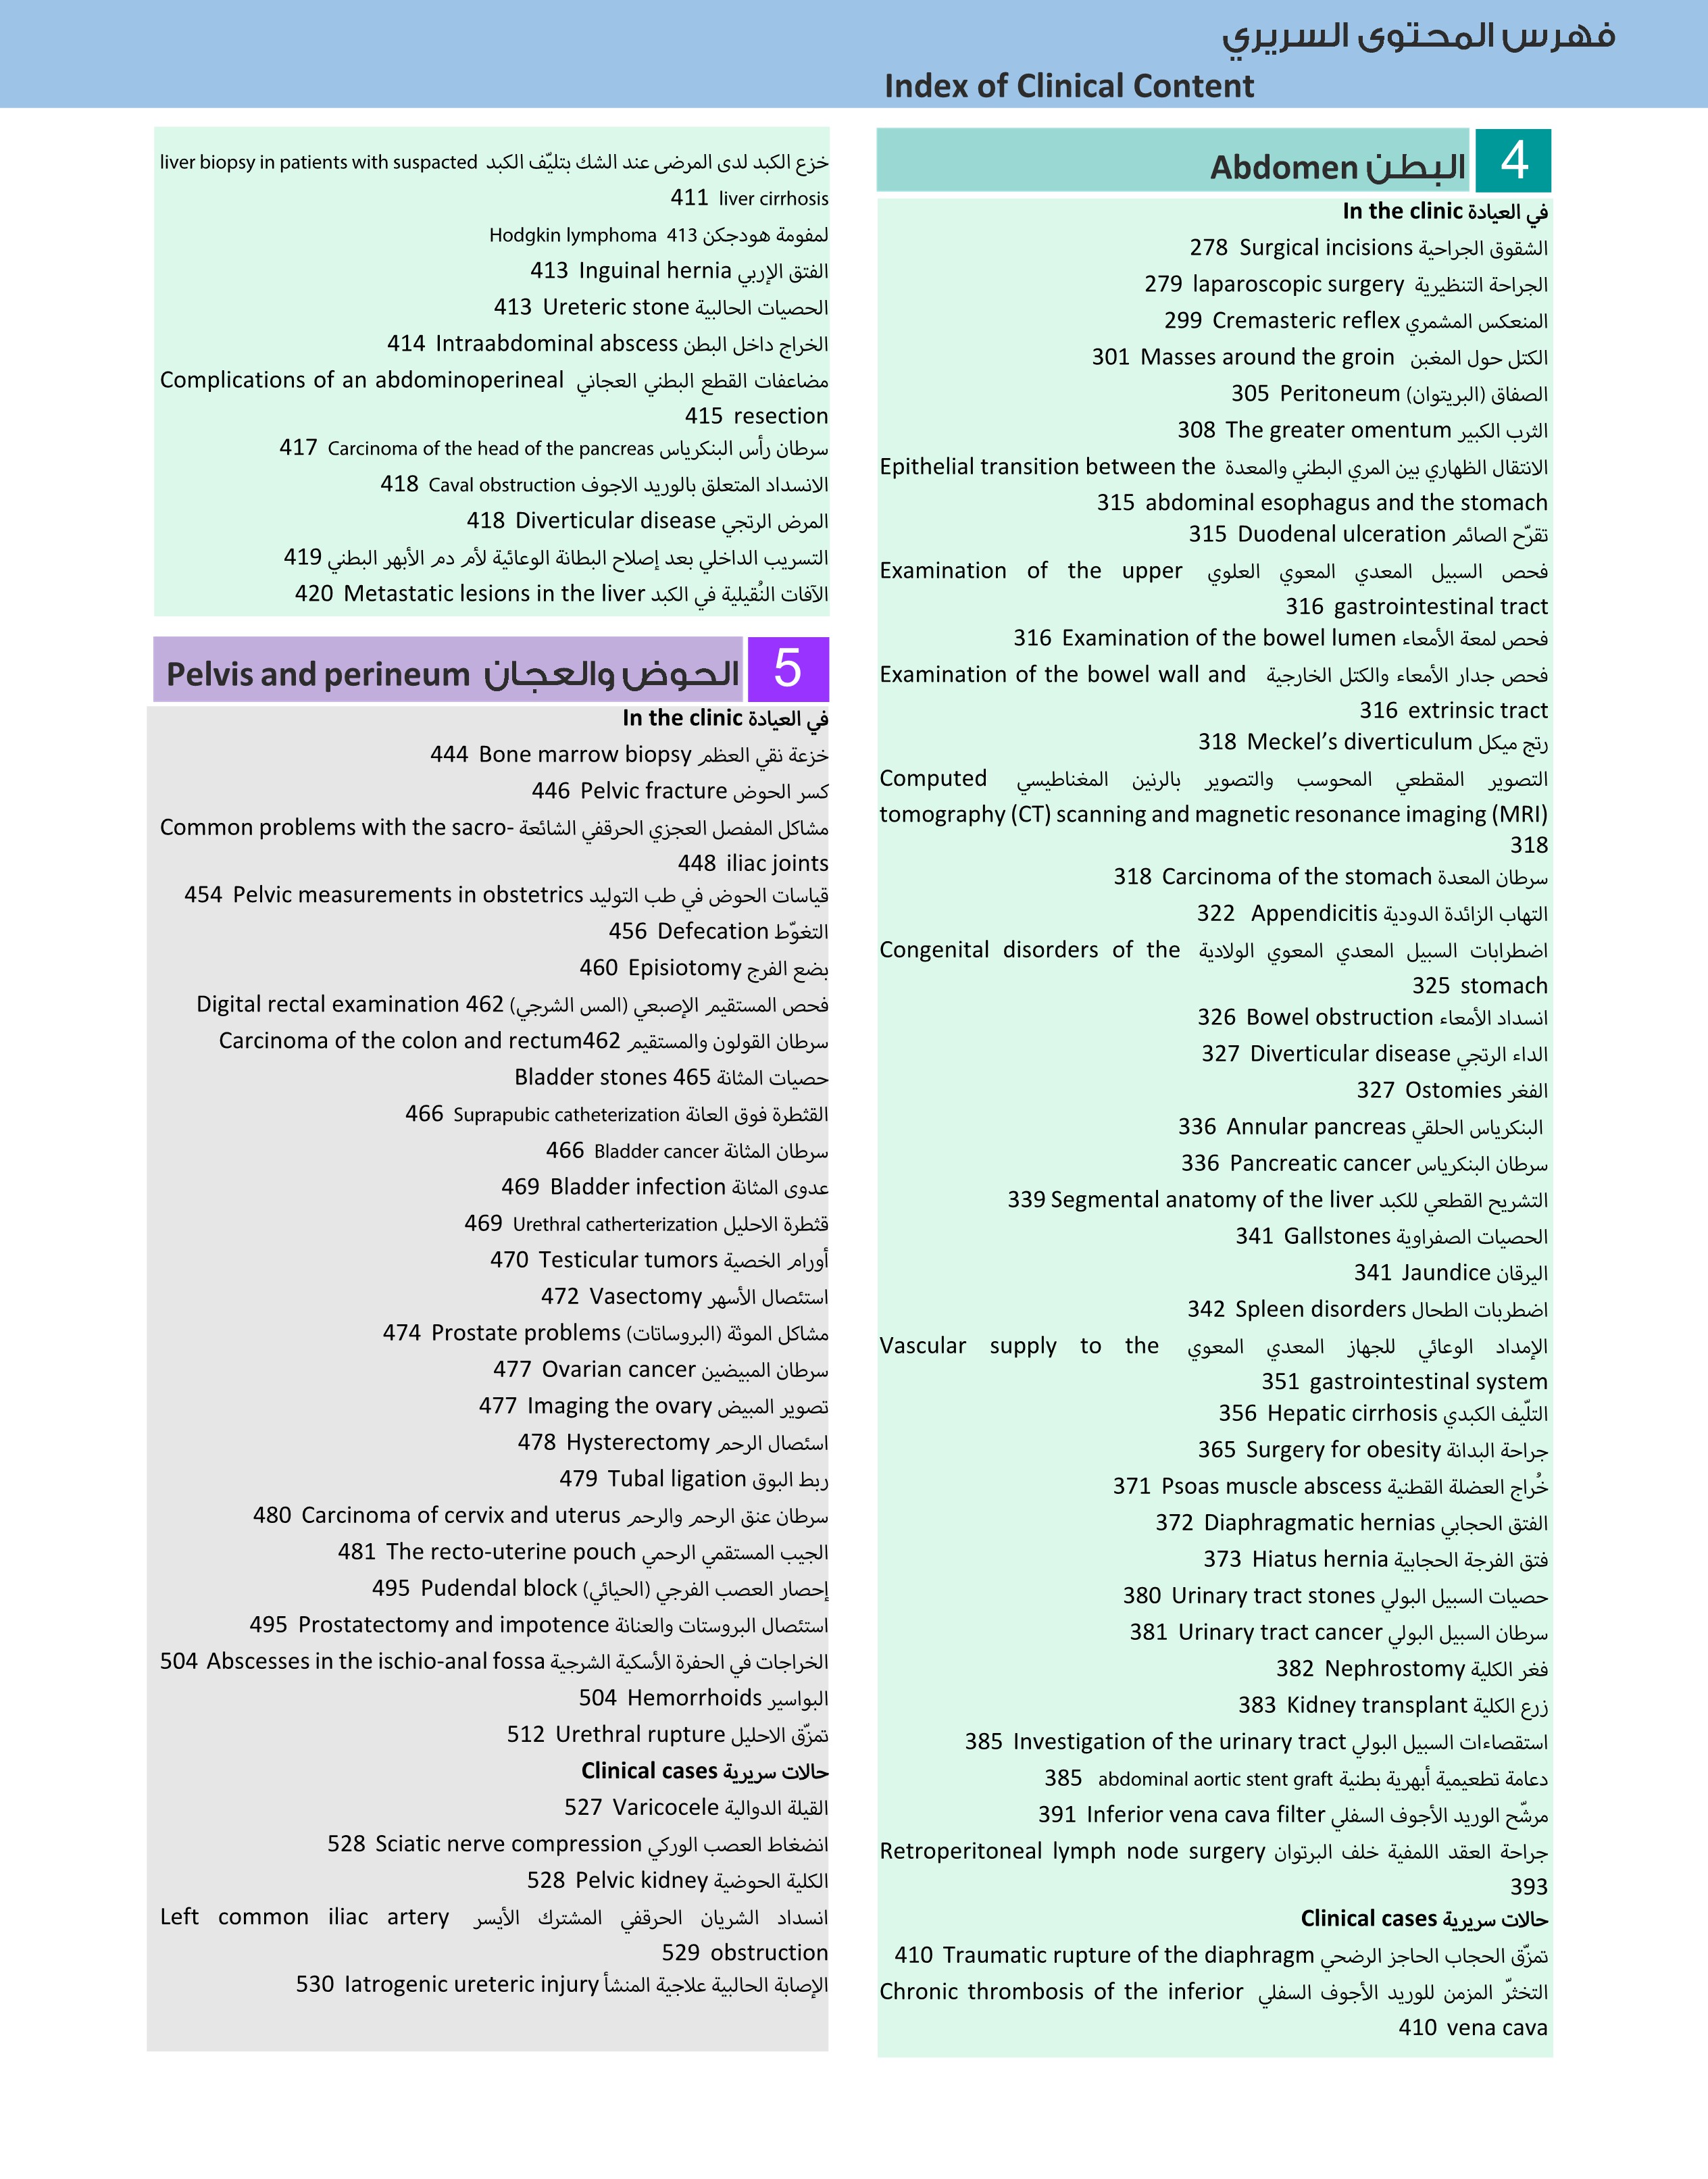 فهرس المحتوى السريري
Index of Clinical Content
4 البطن Abdomen
في العيادة In the clinic
الشقوق الجراحية Surgical incisions 278
الجراحة التنظيرية laparoscopic surgery 279
المنعكس المشمري Cremasteric reflex 299
الكتل حول المغبن Masses around the groin 301
الصفاق (البريتوان) Peritoneum 305
الثرب الكبير The greater omentum 308
الانتقال الظهاري بين المري البطني والمعدة Epithelial transition between the
abdominal esophagus and the stomach 315
تقرّح الصائم Duodenal ulceration 315
فحص السبيل المعدي المعوي العلوي Examination of the upper
gastrointestinal tract 316
فحص لمعة الأمعاء Examination of the bowel lumen 316
فحص جدار الأمعاء والكتل الخارجية Examination of the bowel wall and
extrinsic tract 316
رتج ميكل Meckel’s diverticulum 318
التصوير المقطعي المحوسب والتصوير بالرنين المغناطيسي Computed
tomography (CT) scanning and magnetic resonance imaging (MRI)
318
سرطان المعدة Carcinoma of the stomach 318
التهاب الزائدة الدودية Appendicitis 322
اضطرابات السبيل المعدي المعوي الولادية Congenital disorders of the
stomach 325
انسداد الأمعاء Bowel obstruction 326
الداء الرتجي Diverticular disease 327
الفغر Ostomies 327
البنكرياس الحلقي Annular pancreas 336
سرطان البنكرياس Pancreatic cancer 336
التشريح القطعي للكبد Segmental anatomy of the liver 339
الحصيات الصفراوية Gallstones 341
اليرقان Jaundice 341
اضطربات الطحال Spleen disorders 342
الإمداد الوعائي للجهاز المعدي المعوي Vascular supply to the
gastrointestinal system 351
التلّيف الكبدي Hepatic cirrhosis 356
جراحة البدانة Surgery for obesity 365
خُراج العضلة القطنية Psoas muscle abscess 371
الفتق الحجابي Diaphragmatic hernias 372
فتق الفرجة الحجابية Hiatus hernia 373
حصيات السبيل البولي Urinary tract stones 380
سرطان السبيل البولي Urinary tract cancer 381
فغر الكلية Nephrostomy 382
زرع الكلية Kidney transplant 383
استقصاءات السبيل البولي Investigation of the urinary tract 385
دعامة تطعيمية أبهرية بطنية abdominal aortic stent graft 385
مرشّح الوريد الأجوف السفلي Inferior vena cava filter 391
جراحة العقد اللمفية خلف البرتوان Retroperitoneal lymph node surgery
393
حالات سريرية Clinical cases
تمزّق الحجاب الحاجز الرضحي Traumatic rupture of the diaphragm 410
التخثّر المزمن للوريد الأجوف السفلي Chronic thrombosis of the inferior
vena cava 410
خزع الكبد لدى المرضى عند الشك بتليّف الكبد liver biopsy in patients with suspacted
liver cirrhosis 411
لمفومة هودجكن 413 Hodgkin lymphoma
الفتق الإربي Inguinal hernia 413
الحصيات الحالبية Ureteric stone 413
الخراج داخل البطن Intraabdominal abscess 414
مضاعفات القطع البطني العجاني Complications of an abdominoperineal
resection 415
سرطان رأس البنكرياس Carcinoma of the head of the pancreas 417
الانسداد المتعلق بالوريد الاجوف Caval obstruction 418
المرض الرتجي Diverticular disease 418
التسريب الداخلي بعد إصلاح البطانة الوعائية لأم دم الأبهر البطني 419
الآفات النُقيلية في الكبد Metastatic lesions in the liver 420
5 الحوض والعجان Pelvis and perineum
في العيادة In the clinic
خزعة نقي العظم Bone marrow biopsy 444
كسر الحوض Pelvic fracture 446
مشاكل المفصل العجزي الحرقفي الشائعة Common problems with the sacro-
iliac joints 448
قياسات الحوض في طب التوليد Pelvic measurements in obstetrics 454
التغوّط Defecation 456
بضع الفرج Episiotomy 460
فحص المستقيم الإصبعي (المس الشرجي) 462 Digital rectal examination
سرطان القولون والمستقيم 462Carcinoma of the colon and rectum
حصيات المثانة 465 Bladder stones
القثطرة فوق العانة Suprapubic catheterization 466
سرطان المثانة Bladder cancer 466
عدوى المثانة Bladder infection 469
قثطرة الاحليل Urethral catherterization 469
أورام الخصية Testicular tumors 470
استئصال الأسهر Vasectomy 472
مشاكل الموثة (البروساتات) Prostate problems 474
سرطان المبيضين Ovarian cancer 477
تصوير المبيض Imaging the ovary 477
اسئصال الرحم Hysterectomy 478
ربط البوق Tubal ligation 479
سرطان عنق الرحم والرحم Carcinoma of cervix and uterus 480
الجيب المستقمي الرحمي The recto-uterine pouch 481
إحصار العصب الفرجي (الحيائي) Pudendal block 495
استئصال البروستات والعنانة Prostatectomy and impotence 495
الخراجات في الحفرة الأسكية الشرجية Abscesses in the ischio-anal fossa 504
البواسير Hemorrhoids 504
تمزّق الاحليل Urethral rupture 512
حالات سريرية Clinical cases
القيلة الدوالية Varicocele 527
انضغاط العصب الوركي Sciatic nerve compression 528
الكلية الحوضية Pelvic kidney 528
انسداد الشريان الحرقفي المشترك الأيسر Left common iliac artery
obstruction 529
الإصابة الحالبية علاجية المنشأ Iatrogenic ureteric injury 530